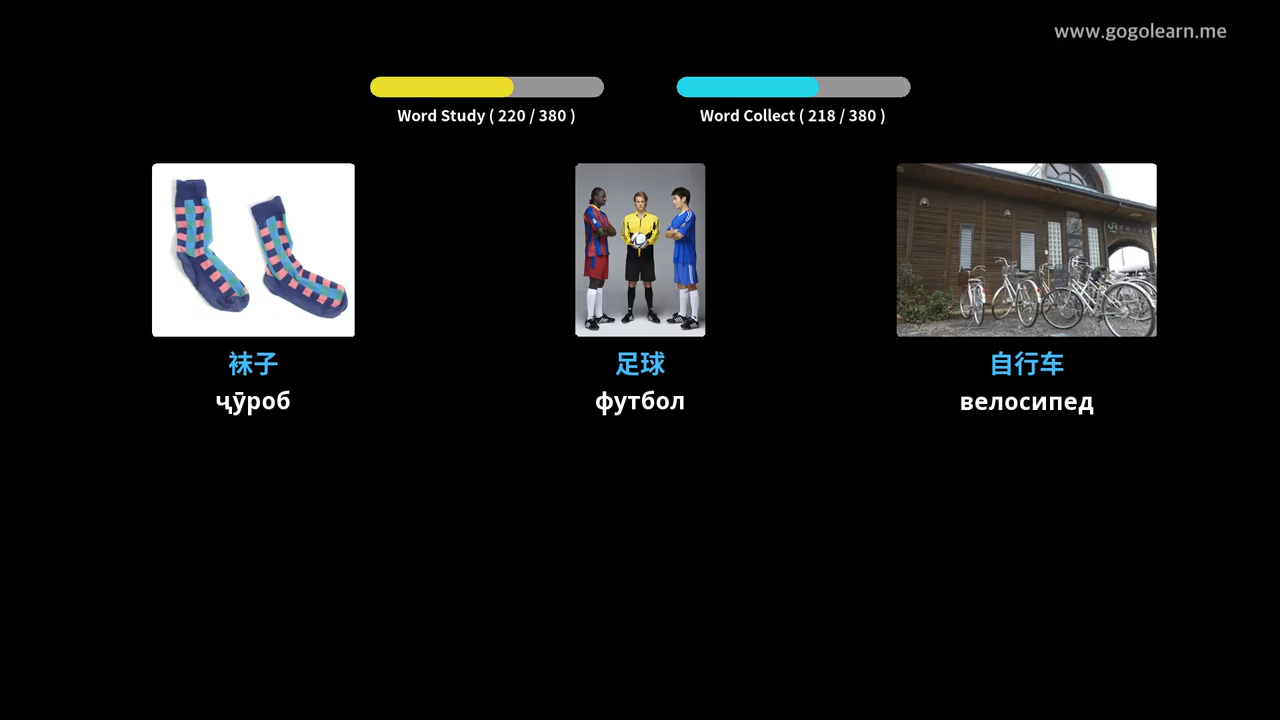 www.gogolearn.me
Word Study ( 220 / 380 )
Word Collect ( 218 / 380 )
袜子
ҷӯроб
足球
футбол
自行车
велосипед